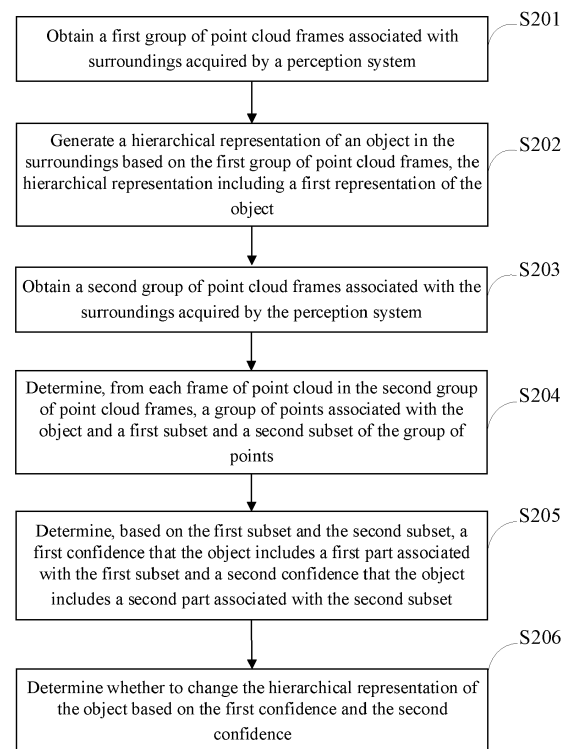 S201
Obtain a first group of point cloud frames associated with
surroundings acquired by a perception system
S202
Generate a hierarchical representation of an object in the
surroundings based on the first group of point cloud frames, the
hierarchical representation including a first representation of the
object
S203
Obtain a second group of point cloud frames associated with the
surroundings acquired by the perception system
S204
Determine, from each frame of point cloud in the second group
of point cloud frames, a group of points associated with the
object and a first subset and a second subset of the group of
points
S205
Determine, based on the first subset and the second subset, a
first confidence that the object includes a first part associated
with the first subset and a second confidence that the object
includes a second part associated with the second subset
S206
Determine whether to change the hierarchical representation of
the object based on the first confidence and the second
confidence